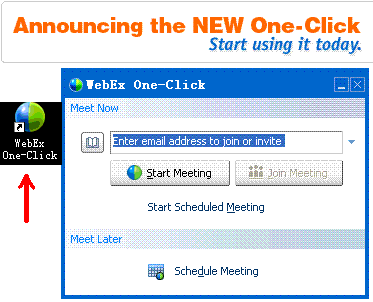 Announcing the NEW One-Click
Start using it today.
WebEx One-Click
Meet Now
WebEx
One-Click
Enter email address to join or invite
Start Meeting
Join Meeting
Start Scheduled Meeting
Meet Later
Schedule Meeting